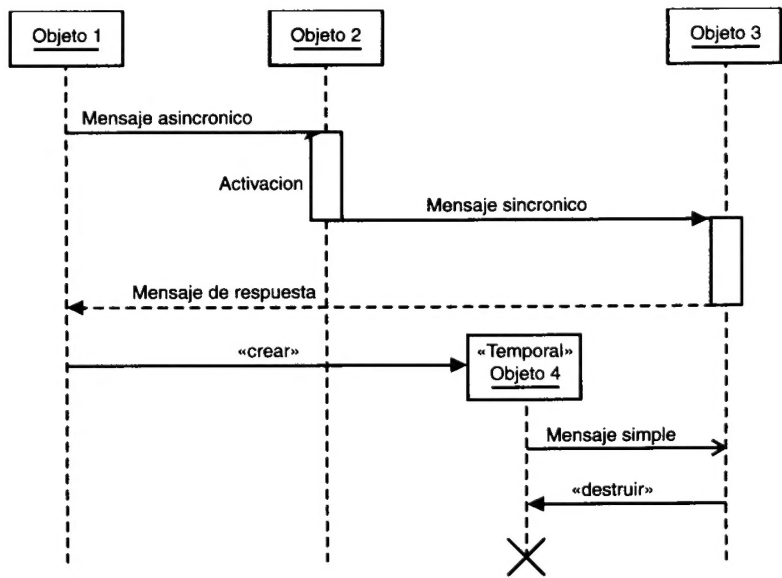 Objeto 1
Objeto 2
Objeto 3
Mensaje asincronico
Activacion
Mensaje sincronico
Mensaje de respuesta
«crear»
«Temporal»
Objeto 4
Mensaje simple
«destruir»